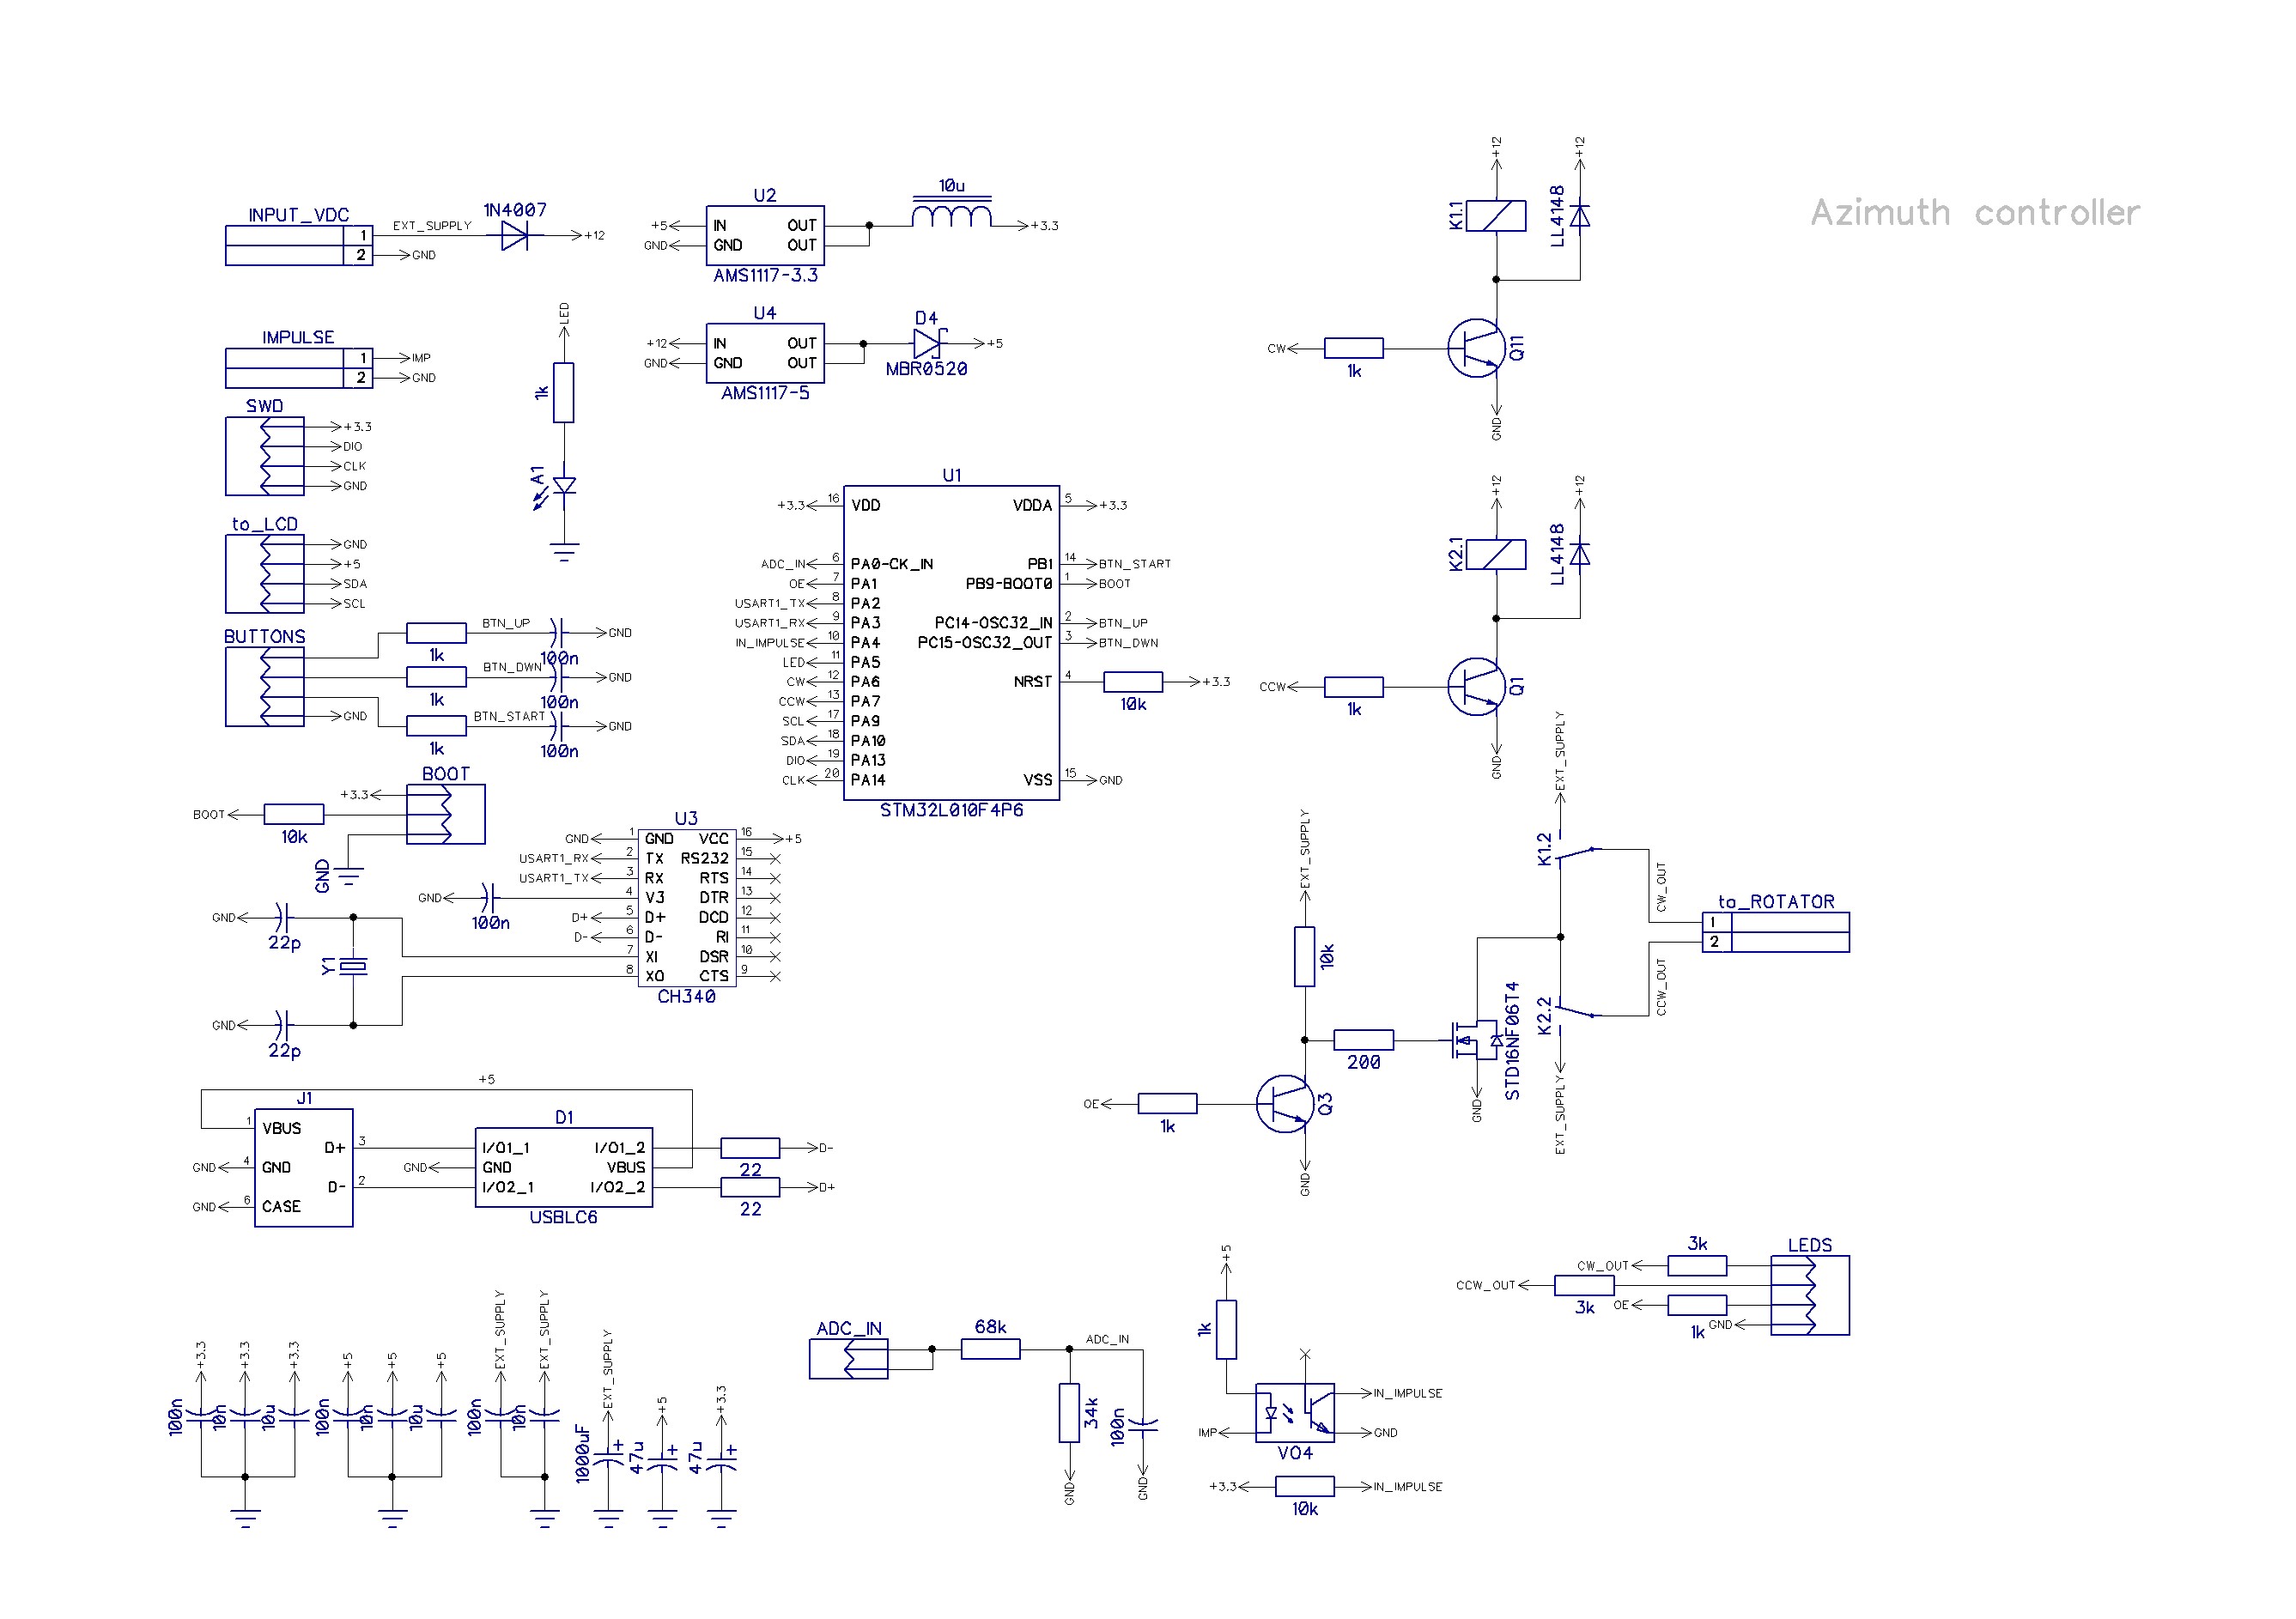 Azimuth controller
INPUT_VDC
1 EXT_SUPPLY 1N4007 +12
2 GND
IMPULSE
1 IMP
2 GND
SWD
+3.3
DIO
CLK
GND
to_LCD
GND
+5
SDA
SCL
BUTTONS
BTN_UP GND
1k 100n
BTN_DWN GND
1k 100n
GND
BTN_START GND
1k 100n
BOOT
+3.3
BOOT 10k
GND
LED
1k
A1
U2
+5 IN OUT
GND GND OUT
AMS1117-3.3
10u
+3.3
U4
+12 IN OUT
GND GND OUT
AMS1117-5
D4
+5
MBR0520
U1
+3.3 16 VDD VDDA 5 +3.3
ADC_IN 6 PA0-CK_IN PB1 14 BTN_START
OE 7 PA1 PB9-BOOT0 1 BOOT
USART1_TX 8 PA2
USART1_RX 9 PA3 PC14-OSC32_IN 2 BTN_UP
IN_IMPULSE 10 PA4 PC15-OSC32_OUT 3 BTN_DWN
LED 11 PA5
CW 12 PA6 NRST 4 10k +3.3
CCW 13 PA7
SCL 17 PA9
SDA 18 PA10
DIO 19 PA13
CLK 20 PA14 VSS 15 GND
STM32L010F4P6
U3
GND 1 GND VCC 16 +5
USART1_RX 2 TX RS232 15
USART1_TX 3 RX RTS 14
GND 100n 4 V3 DTR 13
D+ 5 D+ DCD 12
D- 6 D- RI 11
7 XI DSR 10
8 XO CTS 9
CH340
GND 22p
Y1
GND 22p
+5
J1
1 VBUS
D+ 3
GND 4 GND
D- 2
GND 6 CASE
D1
I/O1_1 I/O1_2
GND GND VBUS
I/O2_1 I/O2_2
USBLC6
22 D-
22 D+
+12 +12
K1.1 LL4148
CW 1k Q11
GND
+12 +12
K2.1 LL4148
CCW 1k Q1
GND
EXT_SUPPLY
K1.2
CW_OUT
to_ROTATOR
1
2
CCW_OUT
K2.2
EXT_SUPPLY
EXT_SUPPLY
10k
200
STD16NF06T4
GND
OE 1k Q3
GND
LEDS
CW_OUT 3k
CCW_OUT 3k
OE 1k
GND
+3.3 +3.3 +3.3 +5 +5 +5 EXT_SUPPLY EXT_SUPPLY EXT_SUPPLY +5 +3.3
100n 10n 10u 100n 10n 10u 100n 10n 1000uF + 47u + 47u +
ADC_IN
68k ADC_IN
34k 100n
GND GND
+5
1k
IN_IMPULSE
IMP GND
VO4
+3.3 10k IN_IMPULSE